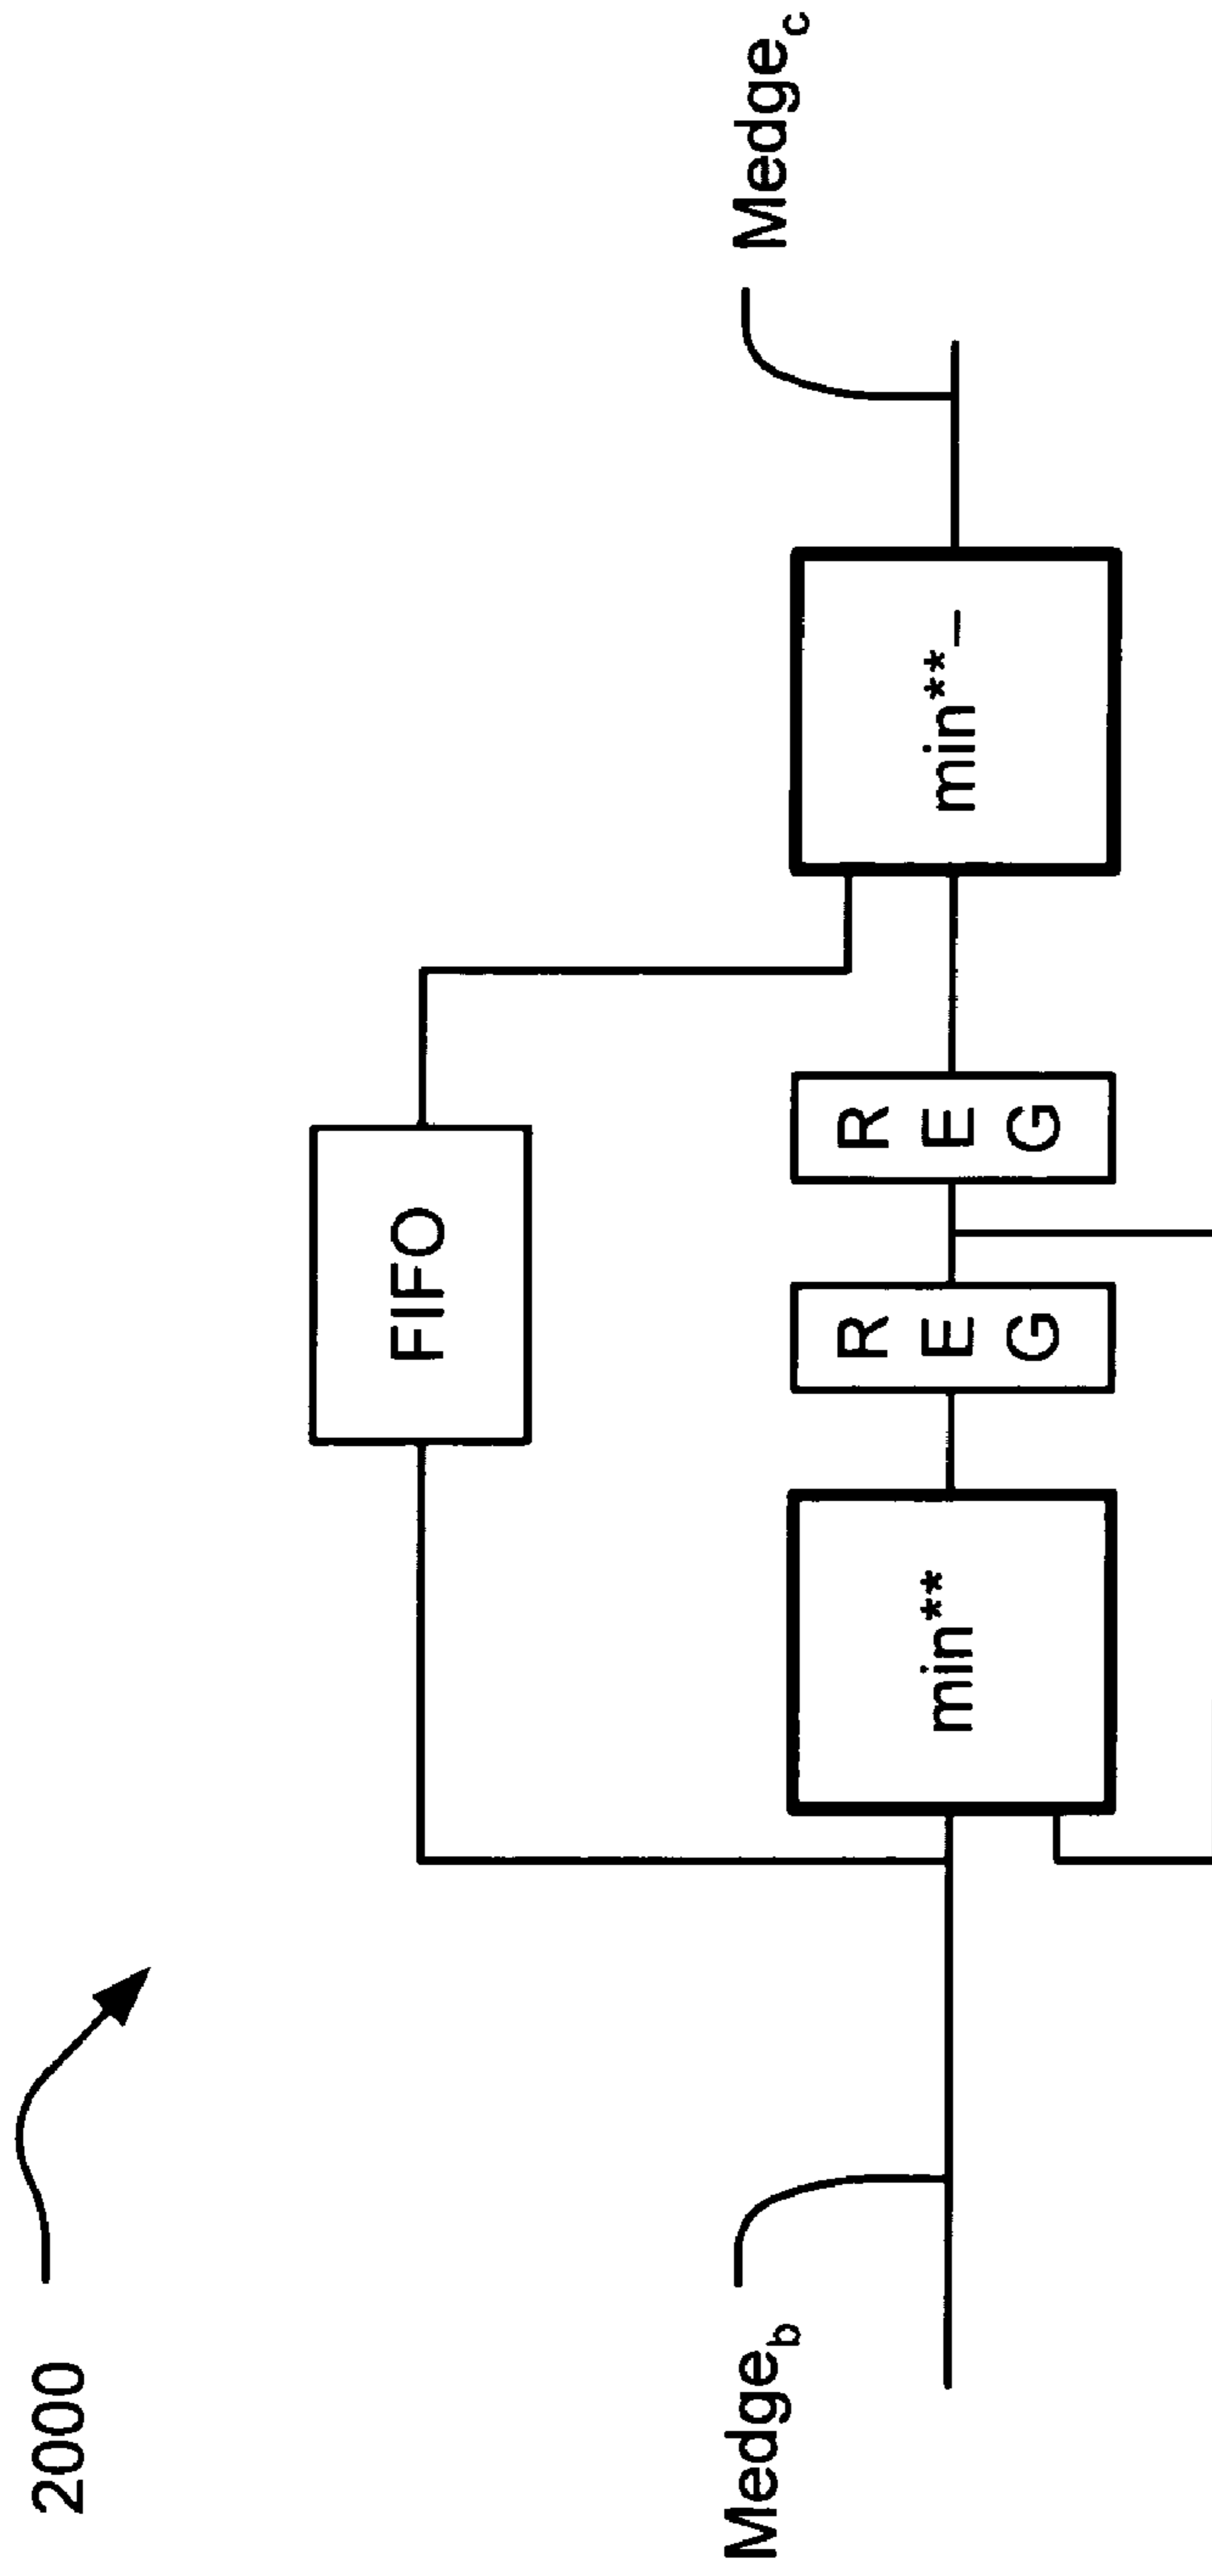 2000
FIFO
Medge_b
Medge_c
min**
REG
REG
min**_